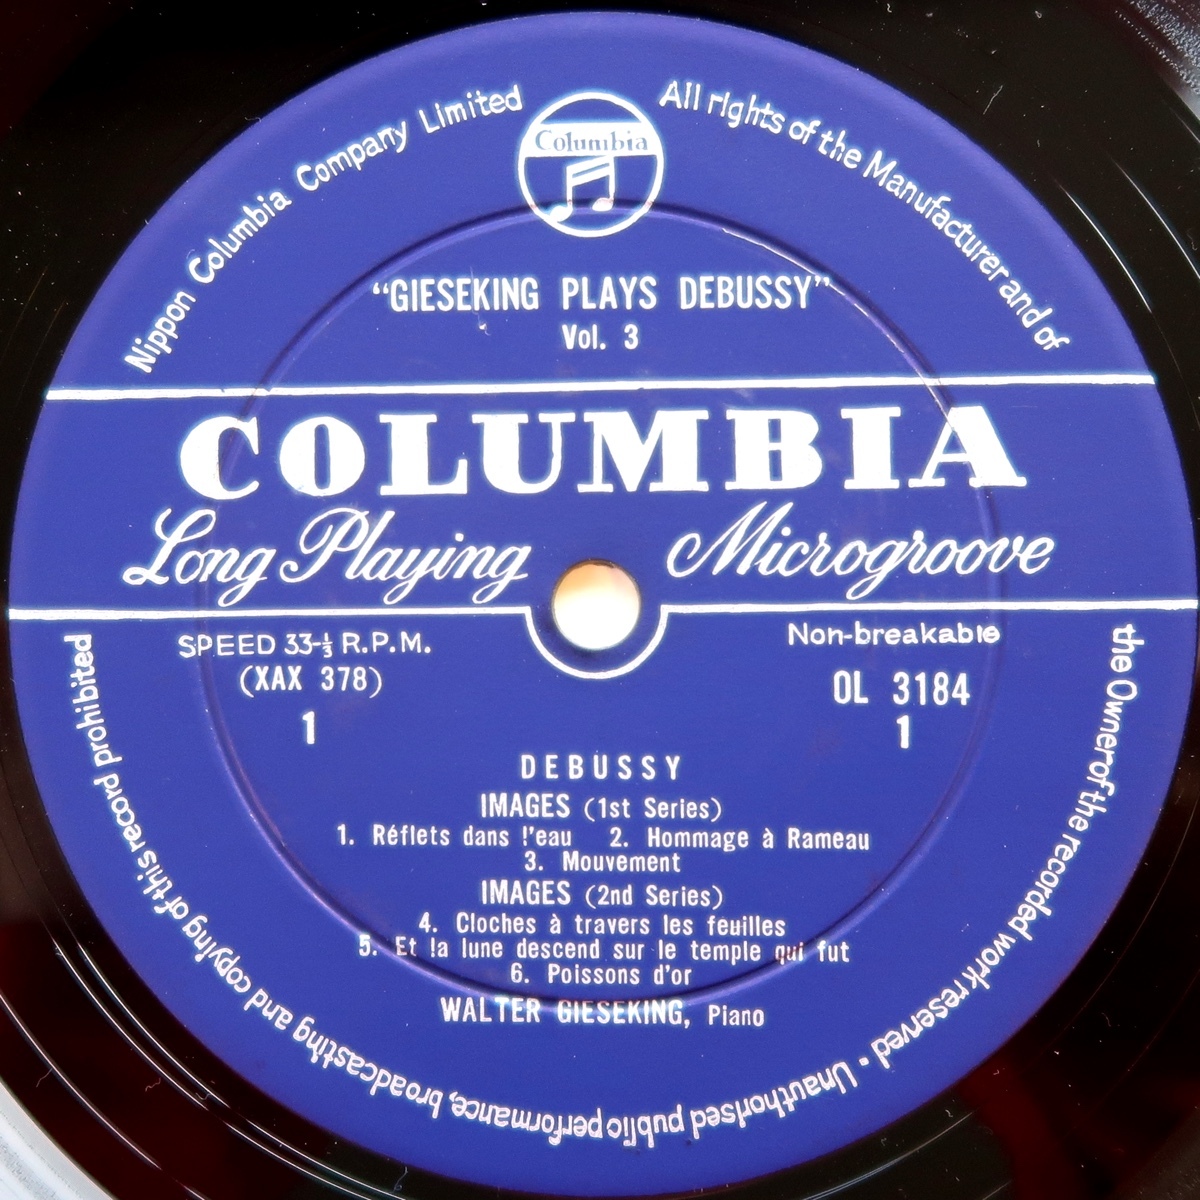 Nippon Columbia Company Limited
Columbia
All rights of the Manufacturer and of
the Owner of the recorded work reserved - Unauthorised public performance, broadcasting and copying of this record prohibited
“GIESEKING PLAYS DEBUSSY”
Vol. 3
COLUMBIA
Long Playing Microgroove
SPEED 33-⅓ R.P.M. Non-breakable
(XAX 378) OL 3184
1 1
DEBUSSY
IMAGES (1st Series)
1. Réflets dans l'eau 2. Hommage à Rameau
3. Mouvement
IMAGES (2nd Series)
4. Cloches à travers les feuilles
5. Et la lune descend sur le temple qui fut
6. Poissons d'or
WALTER GIESEKING, Piano